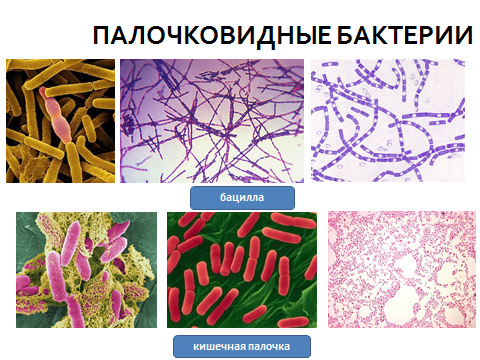 ПАЛОЧКОВИДНЫЕ БАКТЕРИИ
бацилла
кишечная палочка